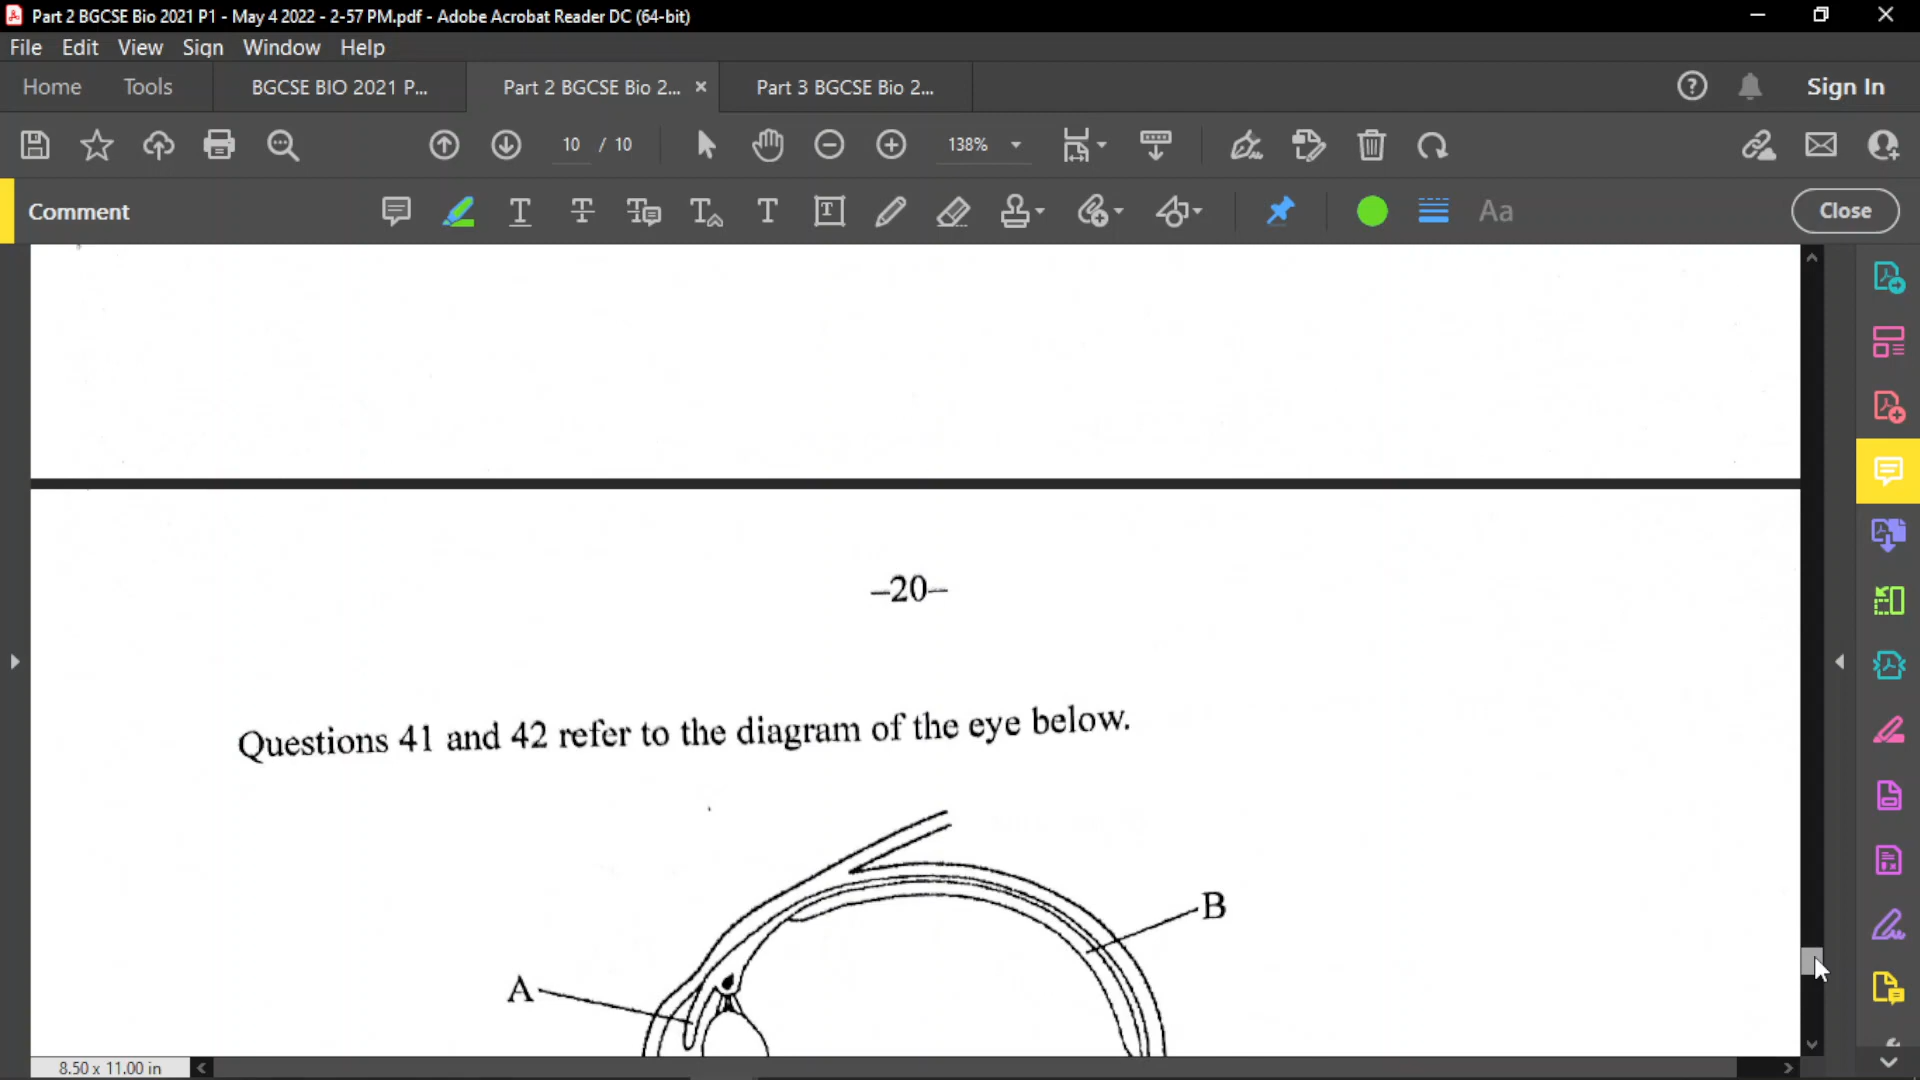 Part 2 BGCSE Bio 2021 P1 - May 4 2022 - 2-57 PM.pdf - Adobe Acrobat Reader DC (64-bit)
File Edit View Sign Window Help
Home Tools BGCSE BIO 2021 P... Part 2 BGCSE Bio 2... × Part 3 BGCSE Bio 2... Sign In
10 / 10 138%
Comment Aa Close
–20–
Questions 41 and 42 refer to the diagram of the eye below.
B
A
8.50 x 11.00 in